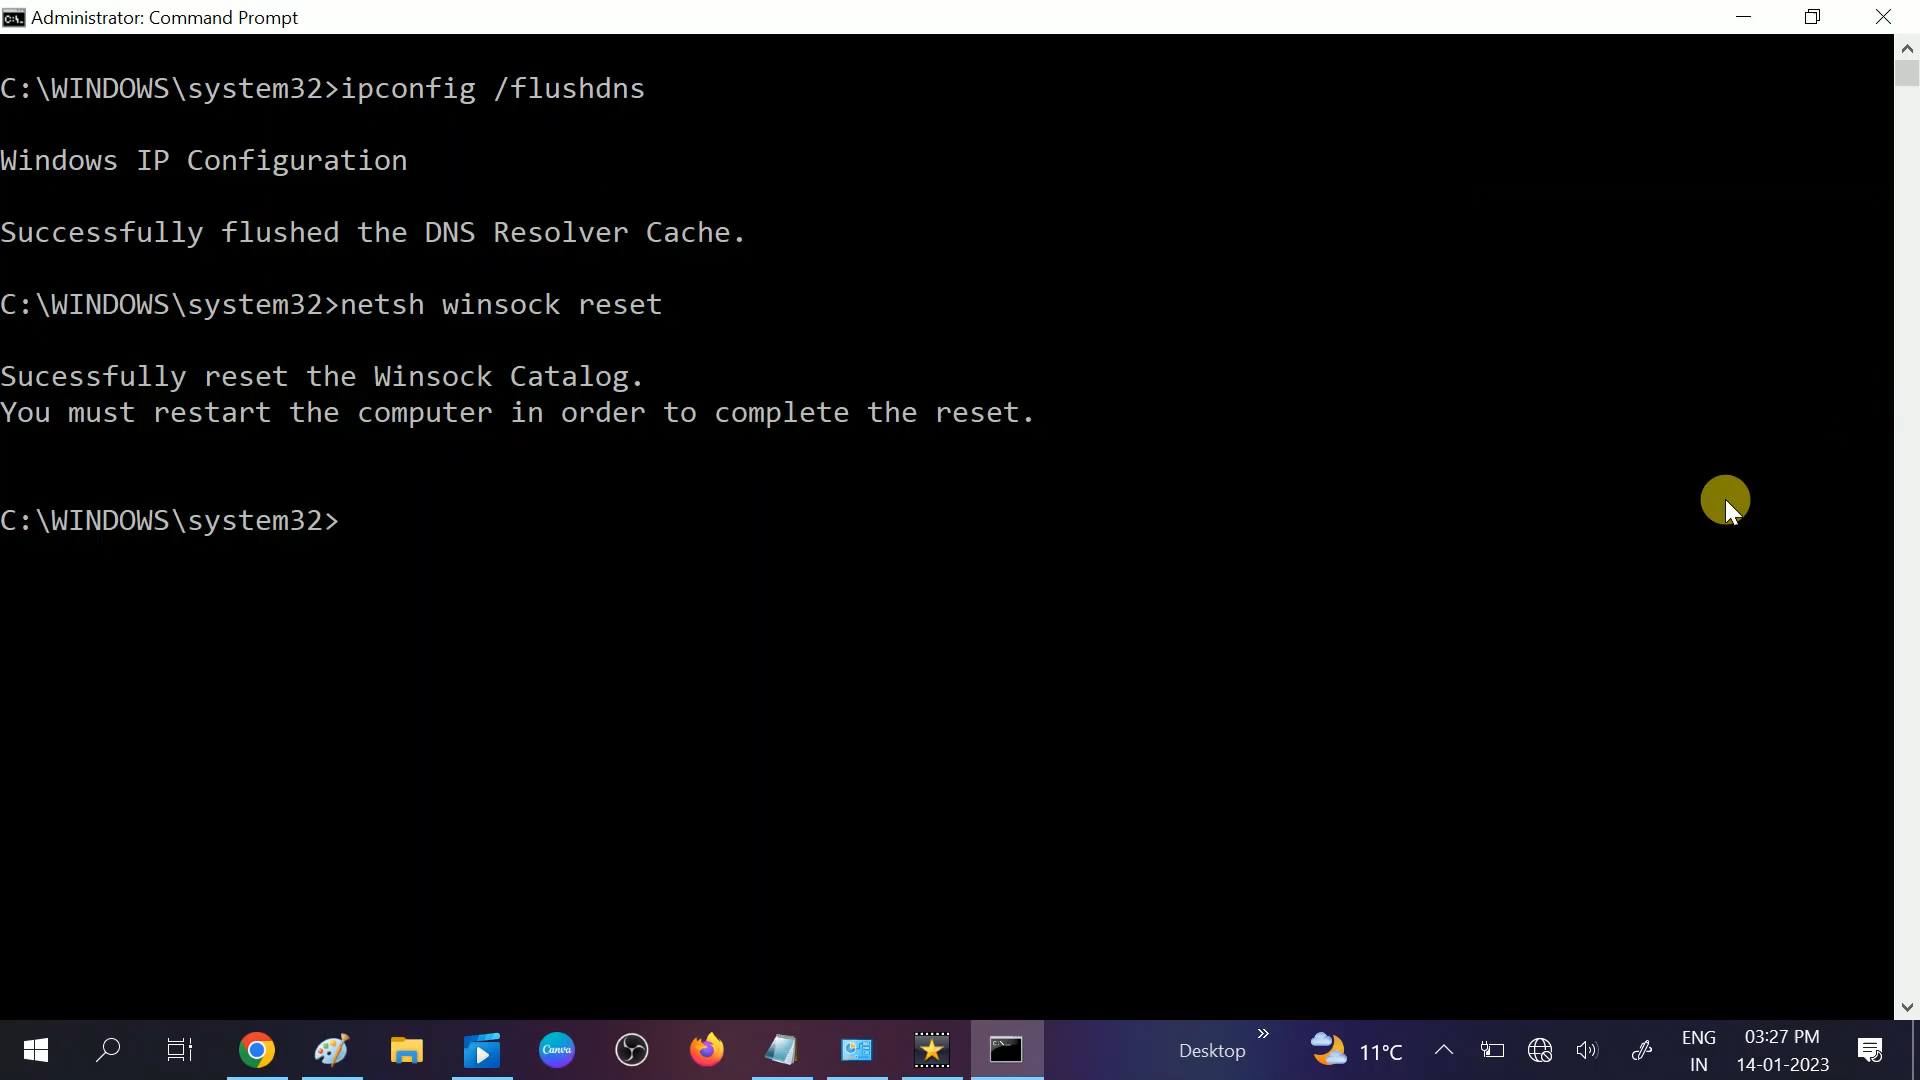 Administrator: Command Prompt
C:\WINDOWS\system32>ipconfig /flushdns
Windows IP Configuration
Successfully flushed the DNS Resolver Cache.
C:\WINDOWS\system32>netsh winsock reset
Sucessfully reset the Winsock Catalog.
You must restart the computer in order to complete the reset.
C:\WINDOWS\system32>
Canva
Desktop
11°C
ENG
IN
03:27 PM
14-01-2023